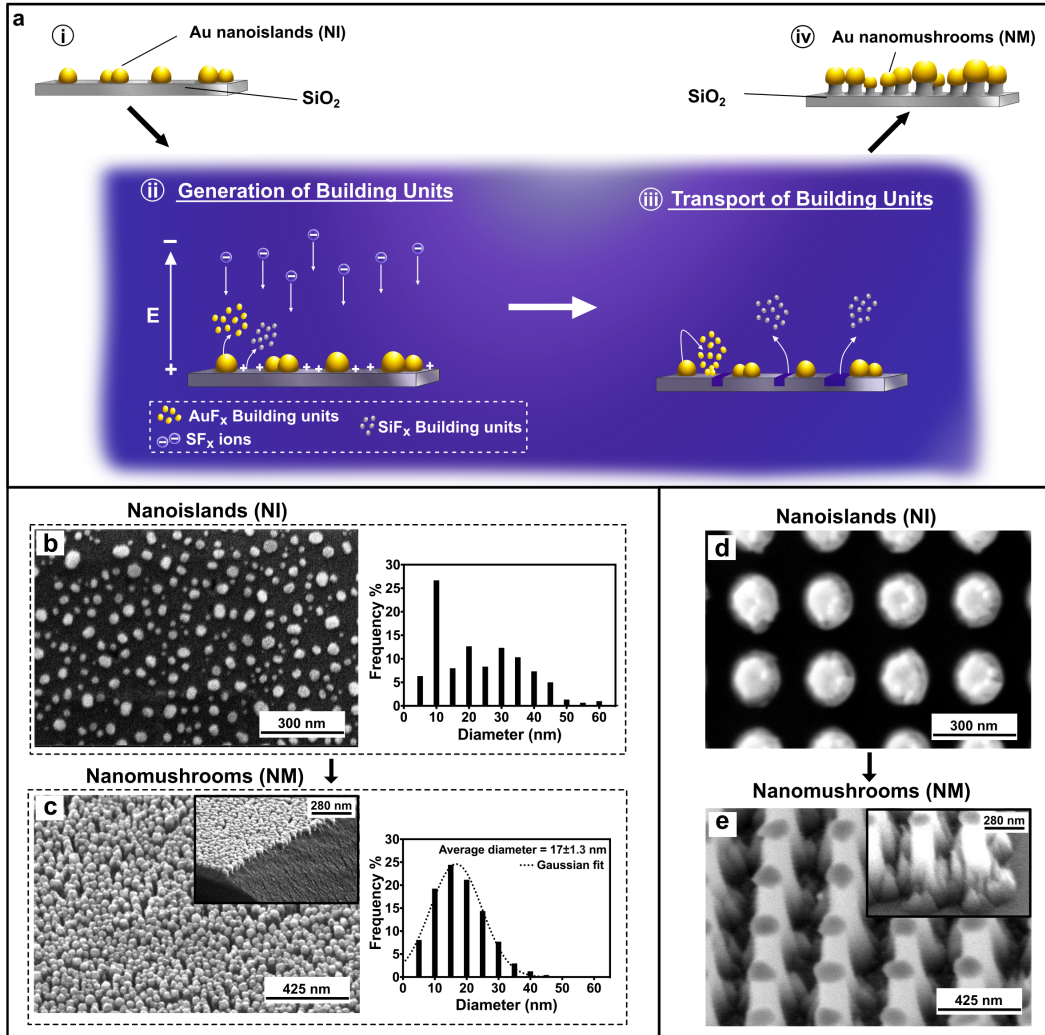 a
i
Au nanoislands (NI)
SiO2
iv
Au nanomushrooms (NM)
SiO2
ii Generation of Building Units
iii Transport of Building Units
−
E
+
− − − − − − −
+ + + + + + +
AuFx Building units
SiFx Building units
−− SFx ions
Nanoislands (NI)
b
300 nm
Frequency %
30
25
20
15
10
5
0
0 10 20 30 40 50 60
Diameter (nm)
Nanomushrooms (NM)
c
280 nm
425 nm
Average diameter = 17±1.3 nm
Gaussian fit
Frequency %
30
25
20
15
10
5
0
0 10 20 30 40 50 60
Diameter (nm)
Nanoislands (NI)
d
300 nm
Nanomushrooms (NM)
e
280 nm
425 nm